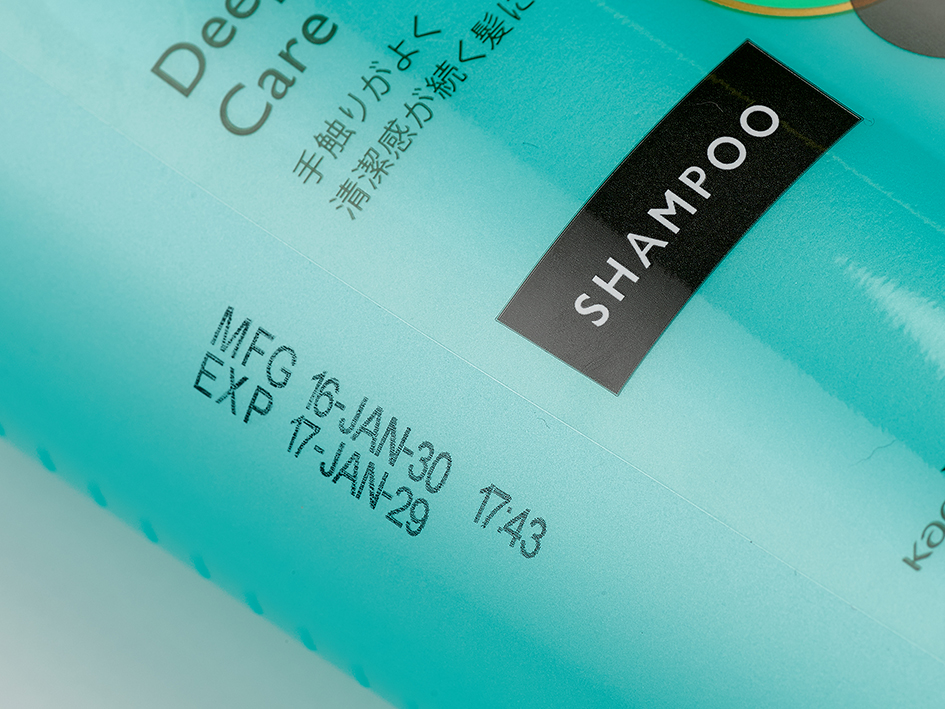 Care
手触りがよく
清潔感が続く髪に
SHAMPOO
MFG 16-JAN-30 17:43
EXP 17-JAN-29